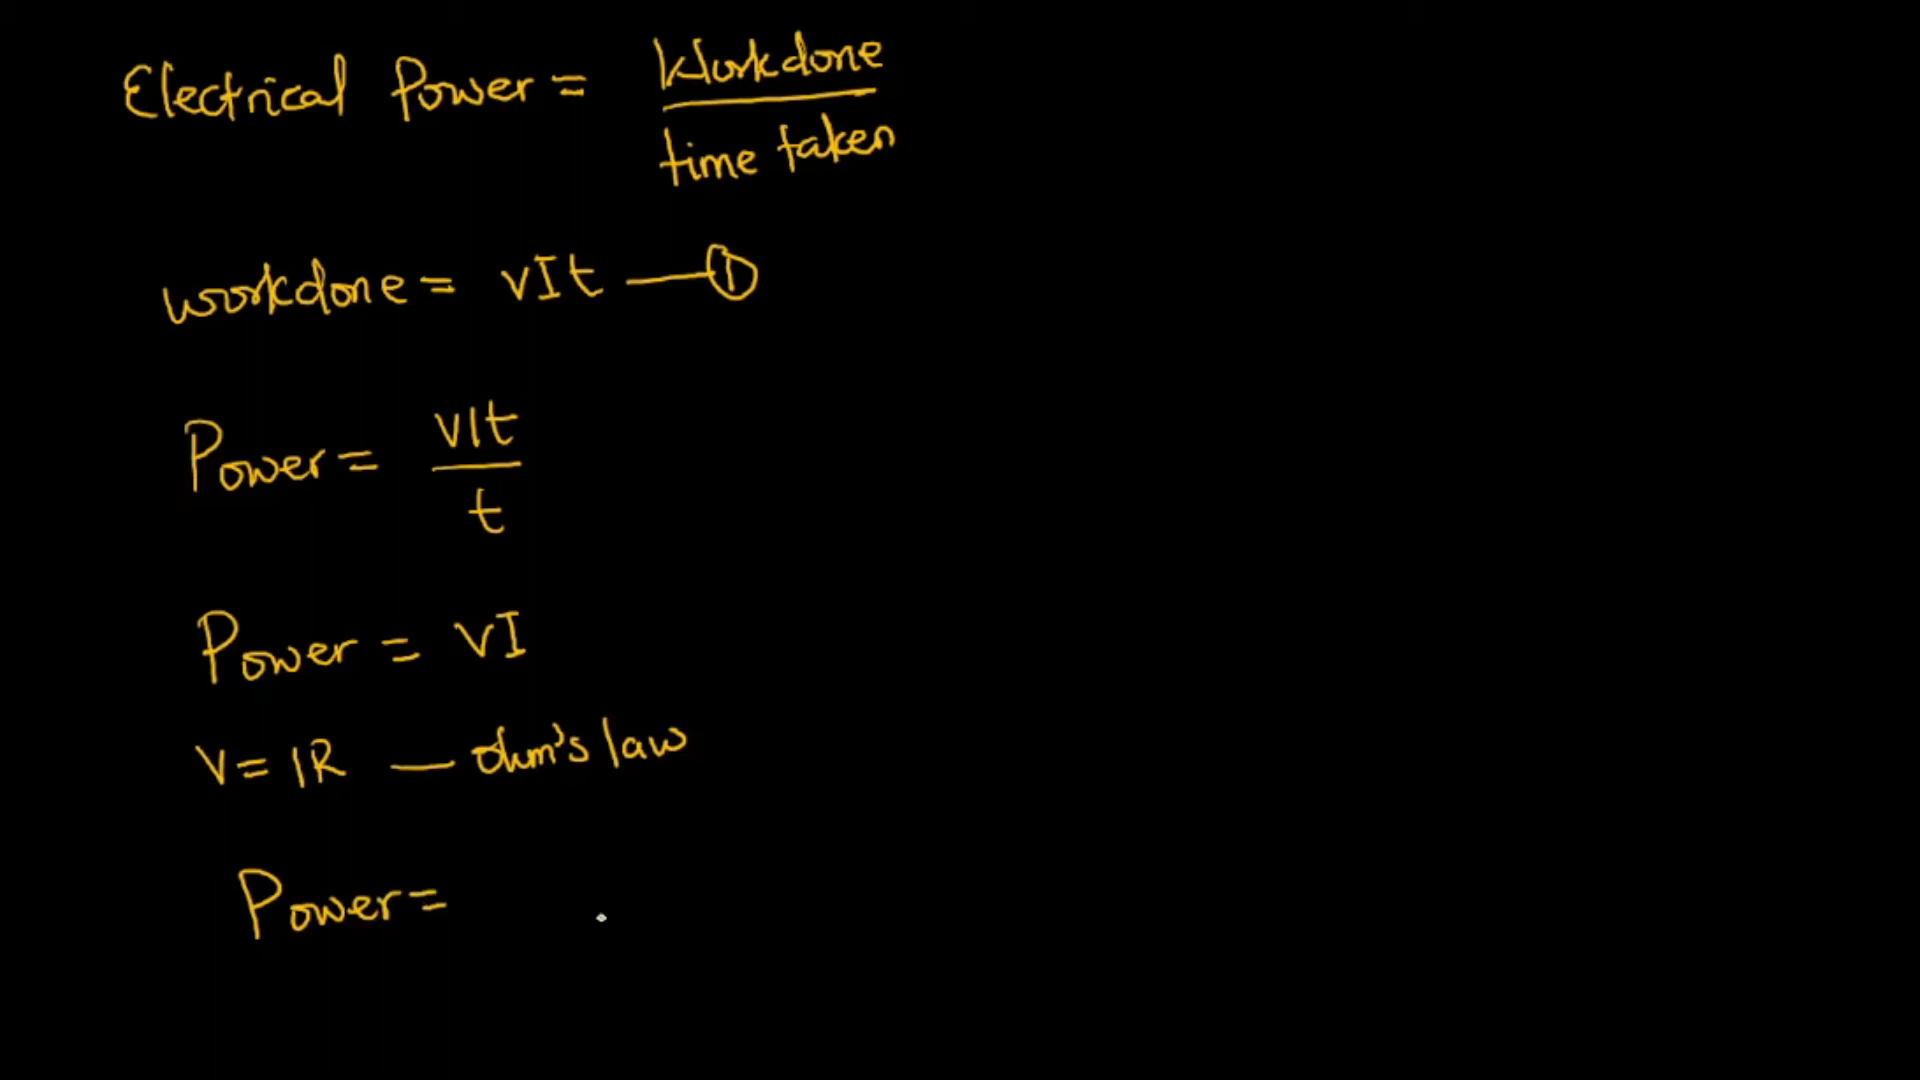 Electrical Power = Workdone
time taken
workdone = VIt — ①
Power = VIt
t
Power = VI
V = IR — ohm's law
Power =